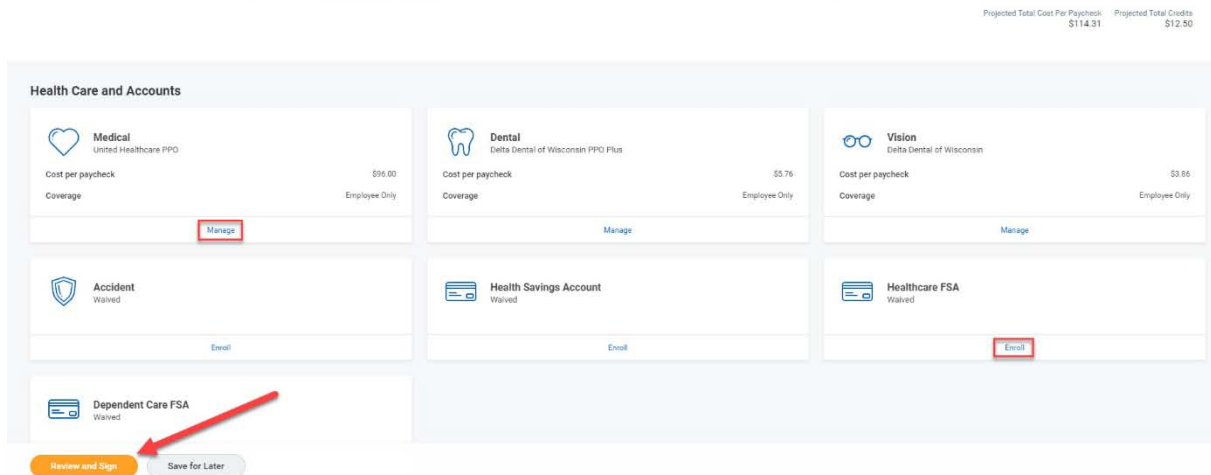 Projected Total Cost Per Paycheck Projected Total Credits
$114.31 $12.50
Health Care and Accounts
Medical
United Healthcare PPO
Cost per paycheck $96.00
Coverage Employee Only
Manage
Dental
Delta Dental of Wisconsin PPO Plus
Cost per paycheck $5.76
Coverage Employee Only
Manage
Vision
Delta Dental of Wisconsin
Cost per paycheck $3.86
Coverage Employee Only
Manage
Accident
Waived
Enroll
Health Savings Account
Waived
Enroll
Healthcare FSA
Waived
Enroll
Dependent Care FSA
Waived
Review and Sign Save for Later